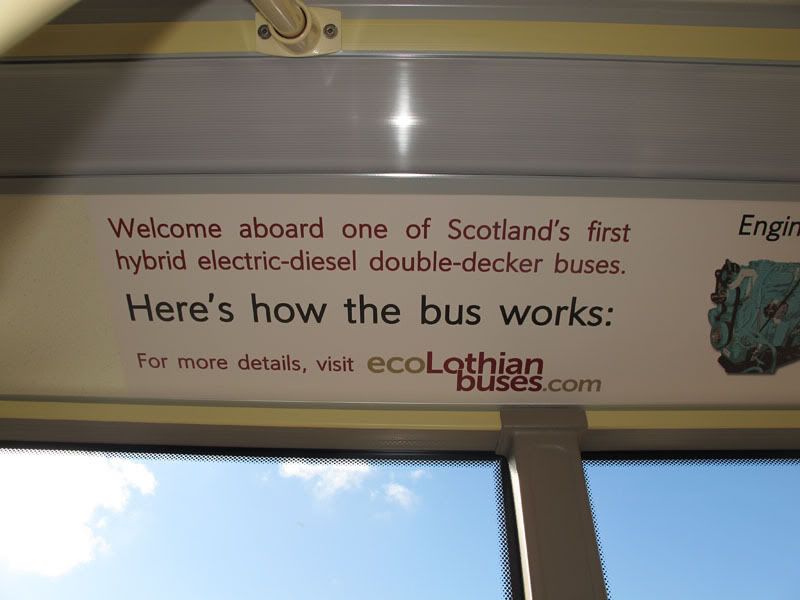 Welcome aboard one of Scotland's first
hybrid electric-diesel double-decker buses.
Here's how the bus works:
For more details, visit ecoLothian
buses.com